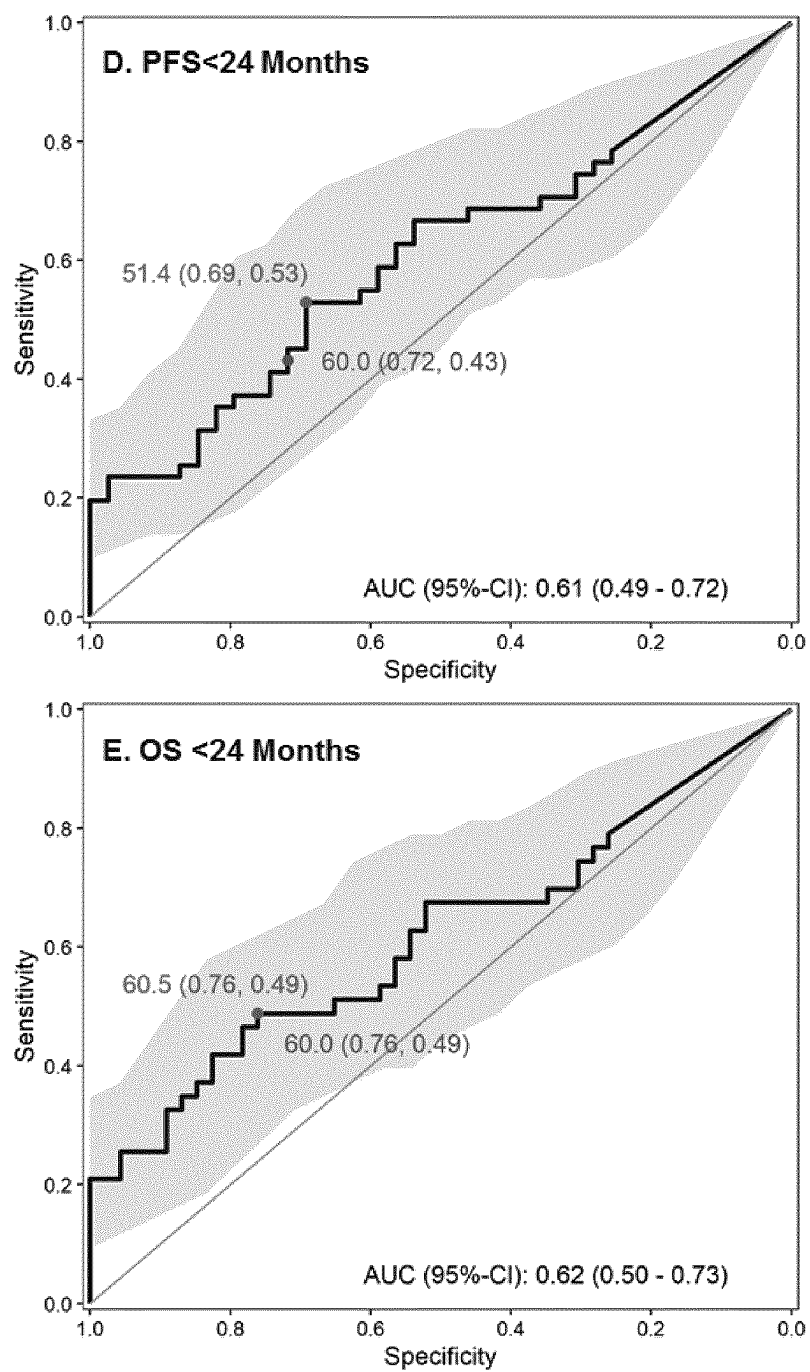 D. PFS<24 Months
1.0
0.8
0.6
0.4
0.2
0.0
Sensitivity
51.4 (0.69, 0.53)
60.0 (0.72, 0.43)
AUC (95%-CI): 0.61 (0.49 - 0.72)
1.0 0.8 0.6 0.4 0.2 0.0
Specificity
E. OS <24 Months
1.0
0.8
0.6
0.4
0.2
0.0
Sensitivity
60.5 (0.76, 0.49)
60.0 (0.76, 0.49)
AUC (95%-CI): 0.62 (0.50 - 0.73)
1.0 0.8 0.6 0.4 0.2 0.0
Specificity